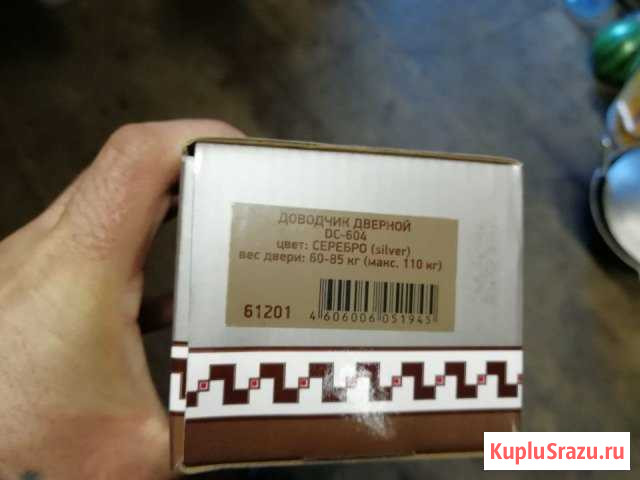 ДОВОДЧИК ДВЕРНОЙ
DC-604
цвет: СЕРЕБРО (silver)
вес двери: 60-85 кг (макс. 110 кг)
61201
4 606006 051945
KupluSrazu.ru